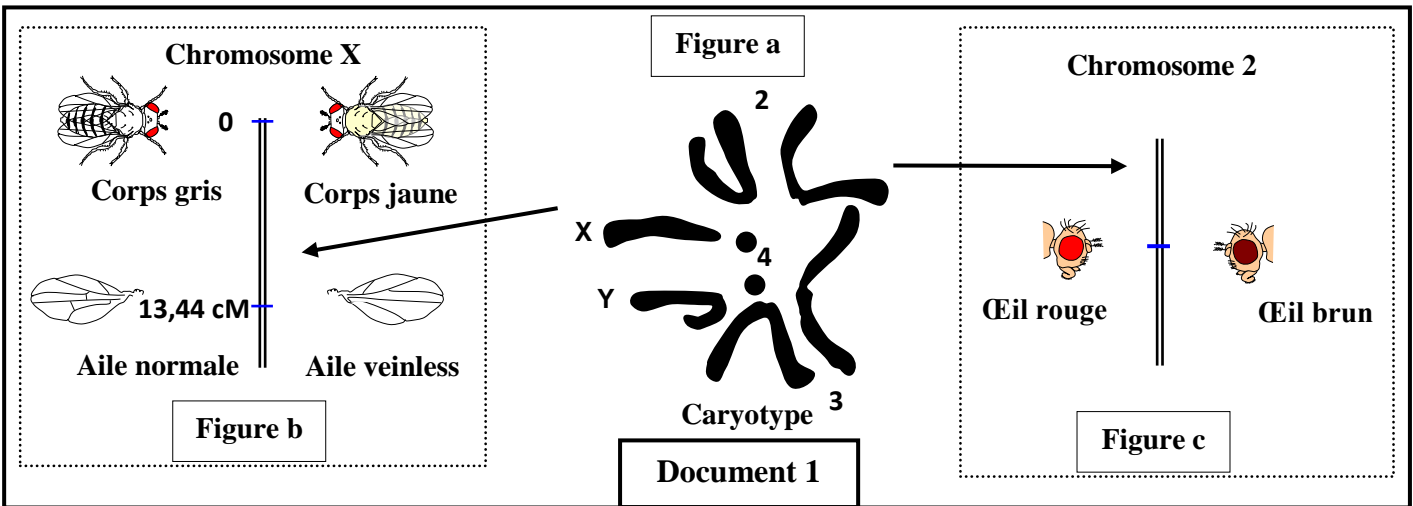 Figure a
Chromosome X
0
Corps gris
Corps jaune
13,44 cM
Aile normale
Aile veinless
Figure b
2
X
4
Y
3
Caryotype
Document 1
Chromosome 2
Œil rouge
Œil brun
Figure c